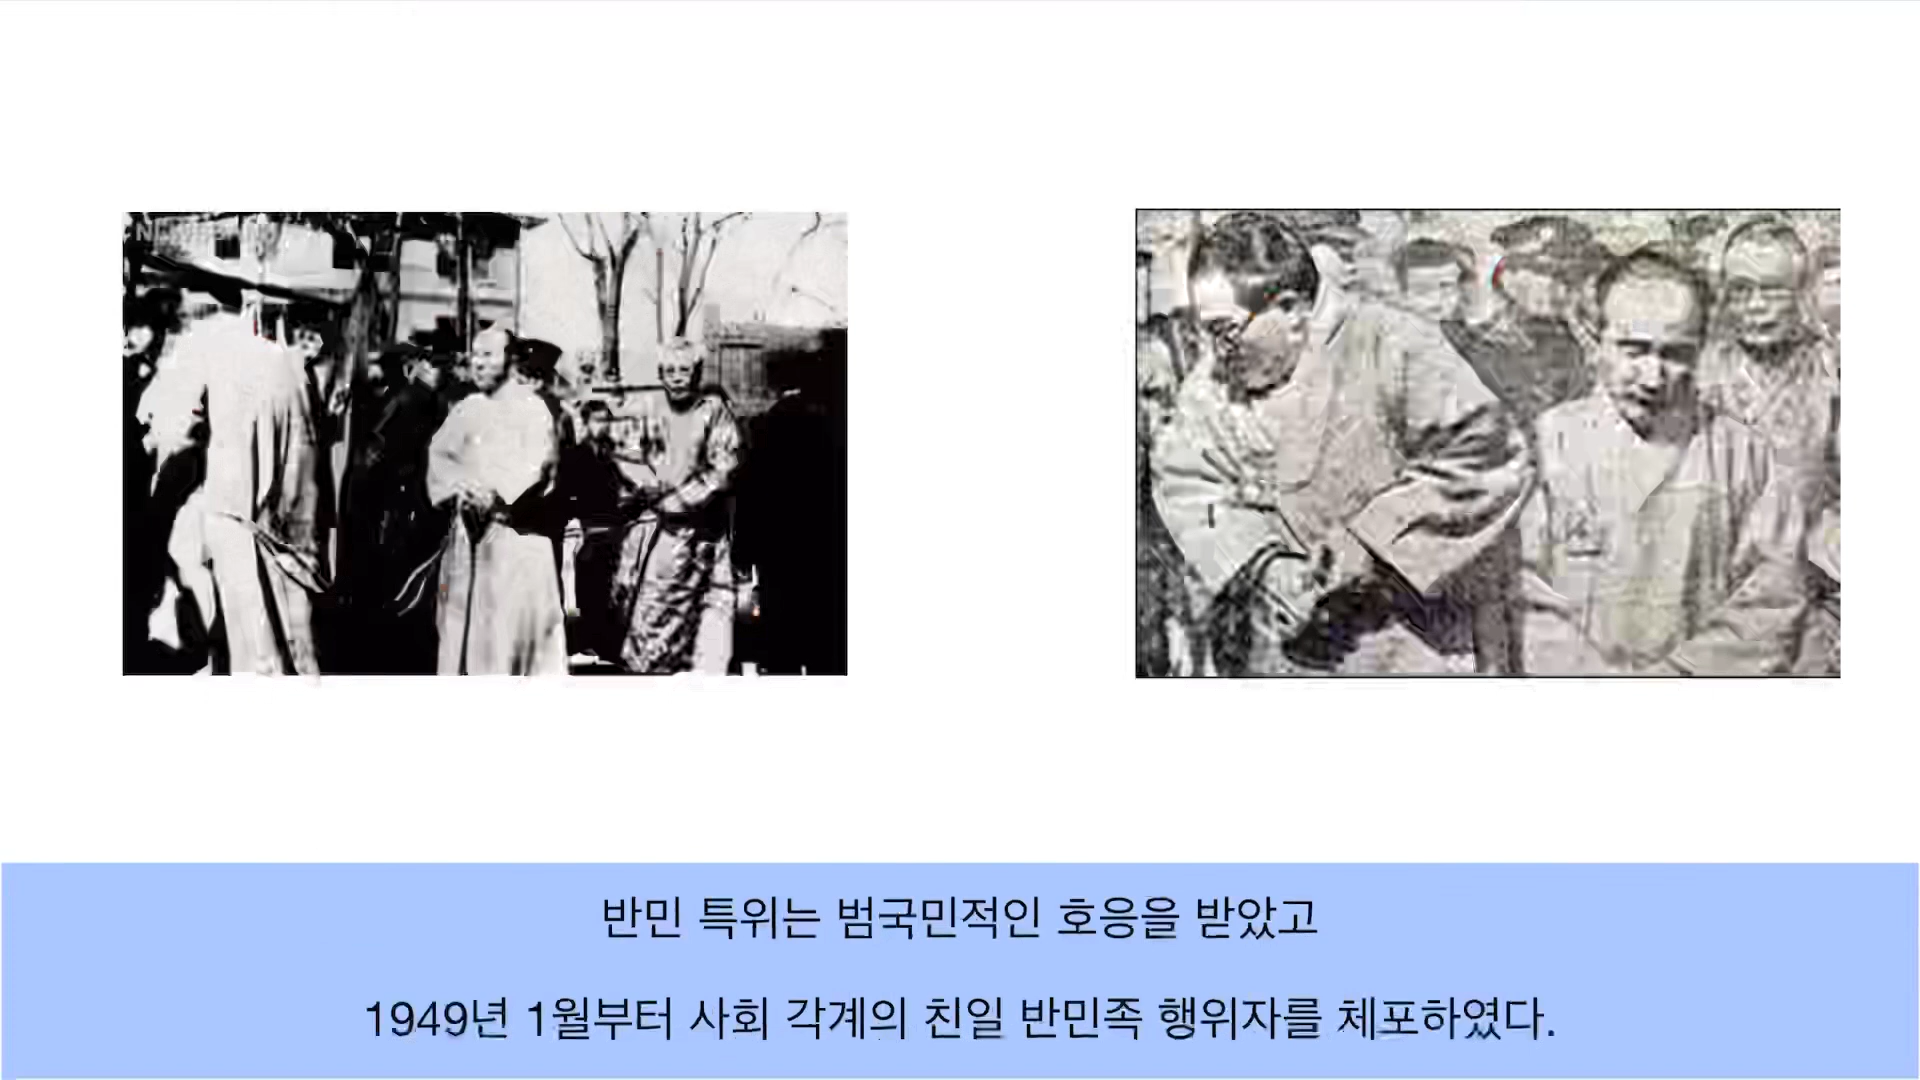 반민 특위는 범국민적인 호응을 받았고
1949년 1월부터 사회 각계의 친일 반민족 행위자를 체포하였다.